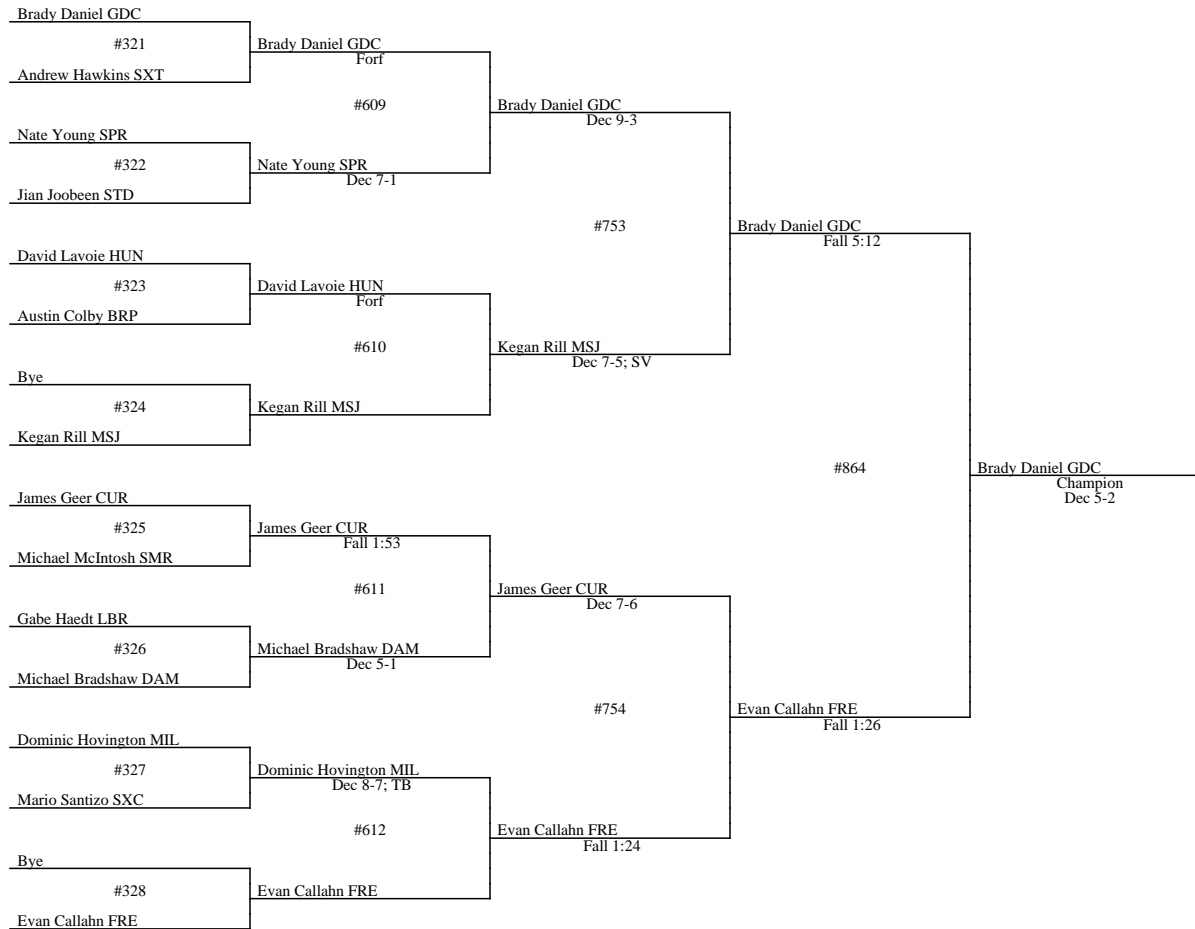 Brady Daniel GDC
#321
Andrew Hawkins SXT
Nate Young SPR
#322
Jian Joobeen STD
David Lavoie HUN
#323
Austin Colby BRP
Bye
#324
Kegan Rill MSJ
James Geer CUR
#325
Michael McIntosh SMR
Gabe Haedt LBR
#326
Michael Bradshaw DAM
Dominic Hovington MIL
#327
Mario Santizo SXC
Bye
#328
Evan Callahn FRE
Brady Daniel GDC
Forf
#609
Nate Young SPR
Dec 7-1
David Lavoie HUN
Forf
#610
Kegan Rill MSJ
James Geer CUR
Fall 1:53
#611
Michael Bradshaw DAM
Dec 5-1
Dominic Hovington MIL
Dec 8-7; TB
#612
Evan Callahn FRE
Brady Daniel GDC
Dec 9-3
#753
Kegan Rill MSJ
Dec 7-5; SV
James Geer CUR
Dec 7-6
#754
Evan Callahn FRE
Fall 1:24
Brady Daniel GDC
Fall 5:12
#864
Evan Callahn FRE
Fall 1:26
Brady Daniel GDC
Champion
Dec 5-2